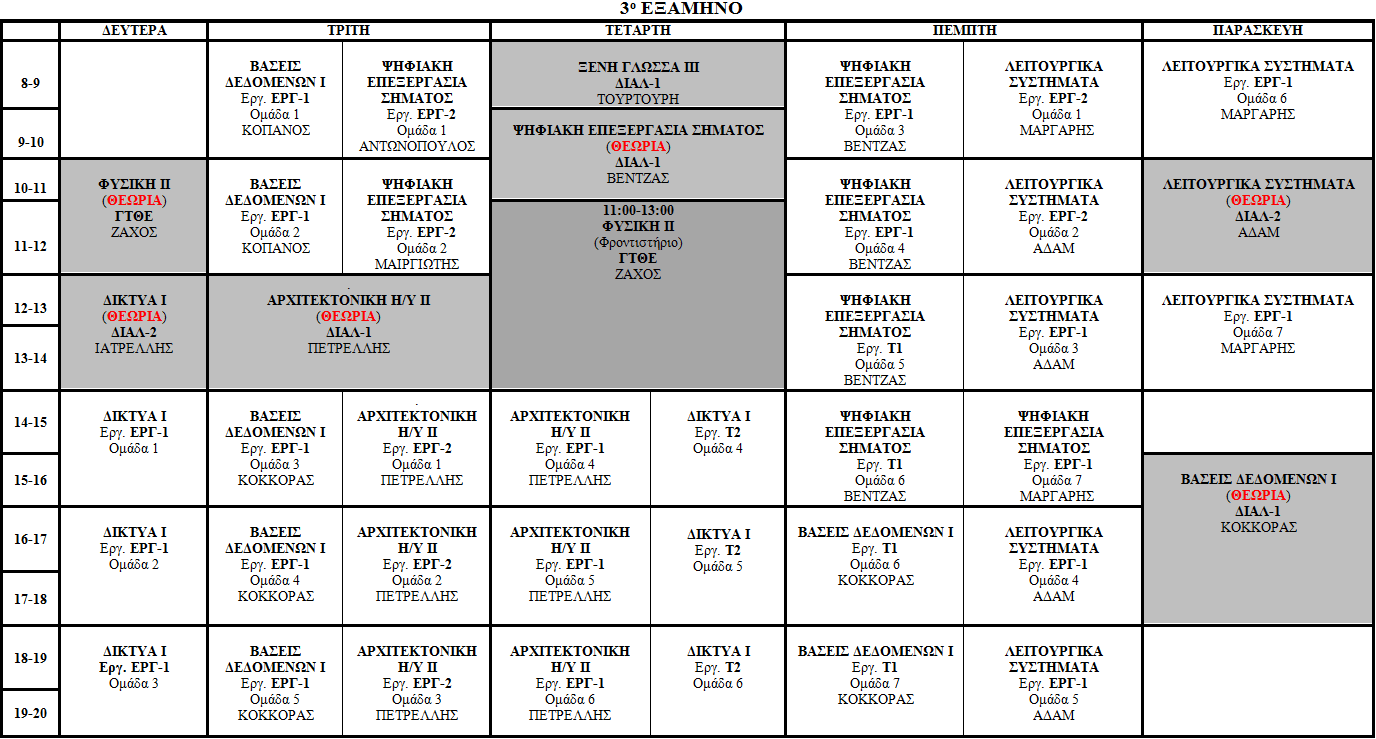 3ο ΕΞΑΜΗΝΟ
ΔΕΥΤΕΡΑ
ΤΡΙΤΗ
ΤΕΤΑΡΤΗ
ΠΕΜΠΤΗ
ΠΑΡΑΣΚΕΥΗ
8-9
ΒΑΣΕΙΣ
ΔΕΔΟΜΕΝΩΝ Ι
Εργ. ΕΡΓ-1
Ομάδα 1
ΚΟΠΑΝΟΣ
ΨΗΦΙΑΚΗ
ΕΠΕΞΕΡΓΑΣΙΑ
ΣΗΜΑΤΟΣ
Εργ. ΕΡΓ-2
Ομάδα 1
ΑΝΤΩΝΟΠΟΥΛΟΣ
ΞΕΝΗ ΓΛΩΣΣΑ ΙΙΙ
ΔΙΑΛ-1
ΤΟΥΡΤΟΥΡΗ
ΨΗΦΙΑΚΗ
ΕΠΕΞΕΡΓΑΣΙΑ
ΣΗΜΑΤΟΣ
Εργ. ΕΡΓ-1
Ομάδα 3
ΒΕΝΤΖΑΣ
ΛΕΙΤΟΥΡΓΙΚΑ
ΣΥΣΤΗΜΑΤΑ
Εργ. ΕΡΓ-2
Ομάδα 1
ΜΑΡΓΑΡΗΣ
ΛΕΙΤΟΥΡΓΙΚΑ ΣΥΣΤΗΜΑΤΑ
Εργ. ΕΡΓ-1
Ομάδα 6
ΜΑΡΓΑΡΗΣ
9-10
ΨΗΦΙΑΚΗ ΕΠΕΞΕΡΓΑΣΙΑ ΣΗΜΑΤΟΣ
(ΘΕΩΡΙΑ)
ΔΙΑΛ-1
ΒΕΝΤΖΑΣ
10-11
ΦΥΣΙΚΗ ΙΙ
(ΘΕΩΡΙΑ)
ΓΤΘΕ
ΖΑΧΟΣ
ΒΑΣΕΙΣ
ΔΕΔΟΜΕΝΩΝ Ι
Εργ. ΕΡΓ-1
Ομάδα 2
ΚΟΠΑΝΟΣ
ΨΗΦΙΑΚΗ
ΕΠΕΞΕΡΓΑΣΙΑ
ΣΗΜΑΤΟΣ
Εργ. ΕΡΓ-2
Ομάδα 2
ΜΑΙΡΓΙΩΤΗΣ
ΨΗΦΙΑΚΗ
ΕΠΕΞΕΡΓΑΣΙΑ
ΣΗΜΑΤΟΣ
Εργ. ΕΡΓ-1
Ομάδα 4
ΒΕΝΤΖΑΣ
ΛΕΙΤΟΥΡΓΙΚΑ
ΣΥΣΤΗΜΑΤΑ
Εργ. ΕΡΓ-2
Ομάδα 2
ΑΔΑΜ
ΛΕΙΤΟΥΡΓΙΚΑ ΣΥΣΤΗΜΑΤΑ
(ΘΕΩΡΙΑ)
ΔΙΑΛ-2
ΑΔΑΜ
11-12
11:00-13:00
ΦΥΣΙΚΗ ΙΙ
(Φροντιστήριο)
ΓΤΘΕ
ΖΑΧΟΣ
12-13
ΔΙΚΤΥΑ Ι
(ΘΕΩΡΙΑ)
ΔΙΑΛ-2
ΙΑΤΡΕΛΛΗΣ
.
ΑΡΧΙΤΕΚΤΟΝΙΚΗ Η/Υ ΙΙ
(ΘΕΩΡΙΑ)
ΔΙΑΛ-1
ΠΕΤΡΕΛΛΗΣ
ΨΗΦΙΑΚΗ
ΕΠΕΞΕΡΓΑΣΙΑ
ΣΗΜΑΤΟΣ
Εργ. Τ1
Ομάδα 5
ΒΕΝΤΖΑΣ
ΛΕΙΤΟΥΡΓΙΚΑ
ΣΥΣΤΗΜΑΤΑ
Εργ. ΕΡΓ-1
Ομάδα 3
ΑΔΑΜ
ΛΕΙΤΟΥΡΓΙΚΑ ΣΥΣΤΗΜΑΤΑ
Εργ. ΕΡΓ-1
Ομάδα 7
ΜΑΡΓΑΡΗΣ
13-14
14-15
ΔΙΚΤΥΑ Ι
Εργ. ΕΡΓ-1
Ομάδα 1
ΒΑΣΕΙΣ
ΔΕΔΟΜΕΝΩΝ Ι
Εργ. ΕΡΓ-1
Ομάδα 3
ΚΟΚΚΟΡΑΣ
.
ΑΡΧΙΤΕΚΤΟΝΙΚΗ
Η/Υ ΙΙ
Εργ. ΕΡΓ-2
Ομάδα 1
ΠΕΤΡΕΛΛΗΣ
ΑΡΧΙΤΕΚΤΟΝΙΚΗ
Η/Υ ΙΙ
Εργ. ΕΡΓ-1
Ομάδα 4
ΠΕΤΡΕΛΛΗΣ
ΔΙΚΤΥΑ Ι
Εργ. Τ2
Ομάδα 4
ΨΗΦΙΑΚΗ
ΕΠΕΞΕΡΓΑΣΙΑ
ΣΗΜΑΤΟΣ
Εργ. Τ1
Ομάδα 6
ΒΕΝΤΖΑΣ
ΨΗΦΙΑΚΗ
ΕΠΕΞΕΡΓΑΣΙΑ
ΣΗΜΑΤΟΣ
Εργ. ΕΡΓ-1
Ομάδα 7
ΜΑΡΓΑΡΗΣ
15-16
ΒΑΣΕΙΣ ΔΕΔΟΜΕΝΩΝ Ι
(ΘΕΩΡΙΑ)
ΔΙΑΛ-1
ΚΟΚΚΟΡΑΣ
16-17
ΔΙΚΤΥΑ Ι
Εργ. ΕΡΓ-1
Ομάδα 2
ΒΑΣΕΙΣ
ΔΕΔΟΜΕΝΩΝ Ι
Εργ. ΕΡΓ-1
Ομάδα 4
ΚΟΚΚΟΡΑΣ
ΑΡΧΙΤΕΚΤΟΝΙΚΗ
Η/Υ ΙΙ
Εργ. ΕΡΓ-2
Ομάδα 2
ΠΕΤΡΕΛΛΗΣ
ΑΡΧΙΤΕΚΤΟΝΙΚΗ
Η/Υ ΙΙ
Εργ. ΕΡΓ-1
Ομάδα 5
ΠΕΤΡΕΛΛΗΣ
ΔΙΚΤΥΑ Ι
Εργ. Τ2
Ομάδα 5
ΒΑΣΕΙΣ ΔΕΔΟΜΕΝΩΝ Ι
Εργ. Τ1
Ομάδα 6
ΚΟΚΚΟΡΑΣ
ΛΕΙΤΟΥΡΓΙΚΑ
ΣΥΣΤΗΜΑΤΑ
Εργ. ΕΡΓ-1
Ομάδα 4
ΑΔΑΜ
17-18
18-19
ΔΙΚΤΥΑ Ι
Εργ. ΕΡΓ-1
Ομάδα 3
ΒΑΣΕΙΣ
ΔΕΔΟΜΕΝΩΝ Ι
Εργ. ΕΡΓ-1
Ομάδα 5
ΚΟΚΚΟΡΑΣ
ΑΡΧΙΤΕΚΤΟΝΙΚΗ
Η/Υ ΙΙ
Εργ. ΕΡΓ-2
Ομάδα 3
ΠΕΤΡΕΛΛΗΣ
ΑΡΧΙΤΕΚΤΟΝΙΚΗ
Η/Υ ΙΙ
Εργ. ΕΡΓ-1
Ομάδα 6
ΠΕΤΡΕΛΛΗΣ
ΔΙΚΤΥΑ Ι
Εργ. Τ2
Ομάδα 6
ΒΑΣΕΙΣ ΔΕΔΟΜΕΝΩΝ Ι
Εργ. Τ1
Ομάδα 7
ΚΟΚΚΟΡΑΣ
ΛΕΙΤΟΥΡΓΙΚΑ
ΣΥΣΤΗΜΑΤΑ
Εργ. ΕΡΓ-1
Ομάδα 5
ΑΔΑΜ
19-20